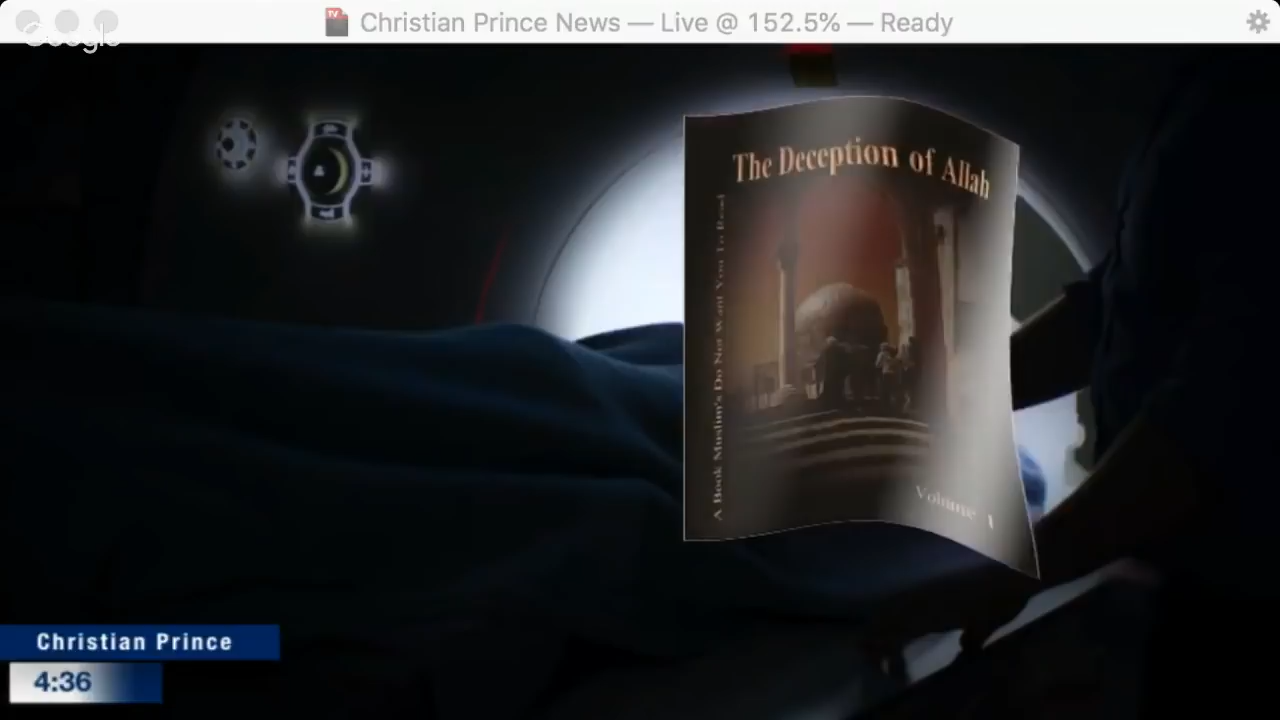 Christian Prince News — Live @ 152.5% — Ready
Google
The Deception of Allah
A Book Muslim's Do Not Want You To Read
Volume 1
Christian Prince
4:36